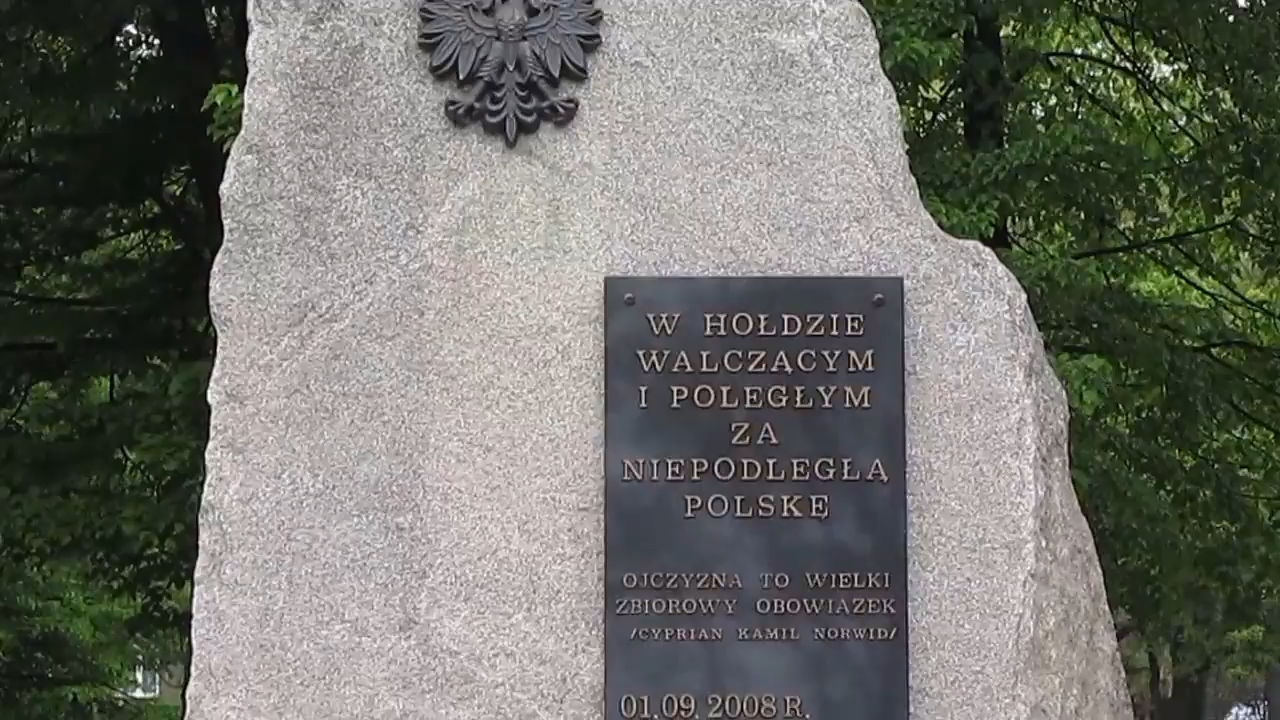 W HOŁDZIE
WALCZĄCYM
I POLEGŁYM
ZA
NIEPODLEGŁĄ
POLSKĘ
OJCZYZNA TO WIELKI
ZBIOROWY OBOWIĄZEK
/CYPRIAN KAMIL NORWID/
01.09.2008 R.